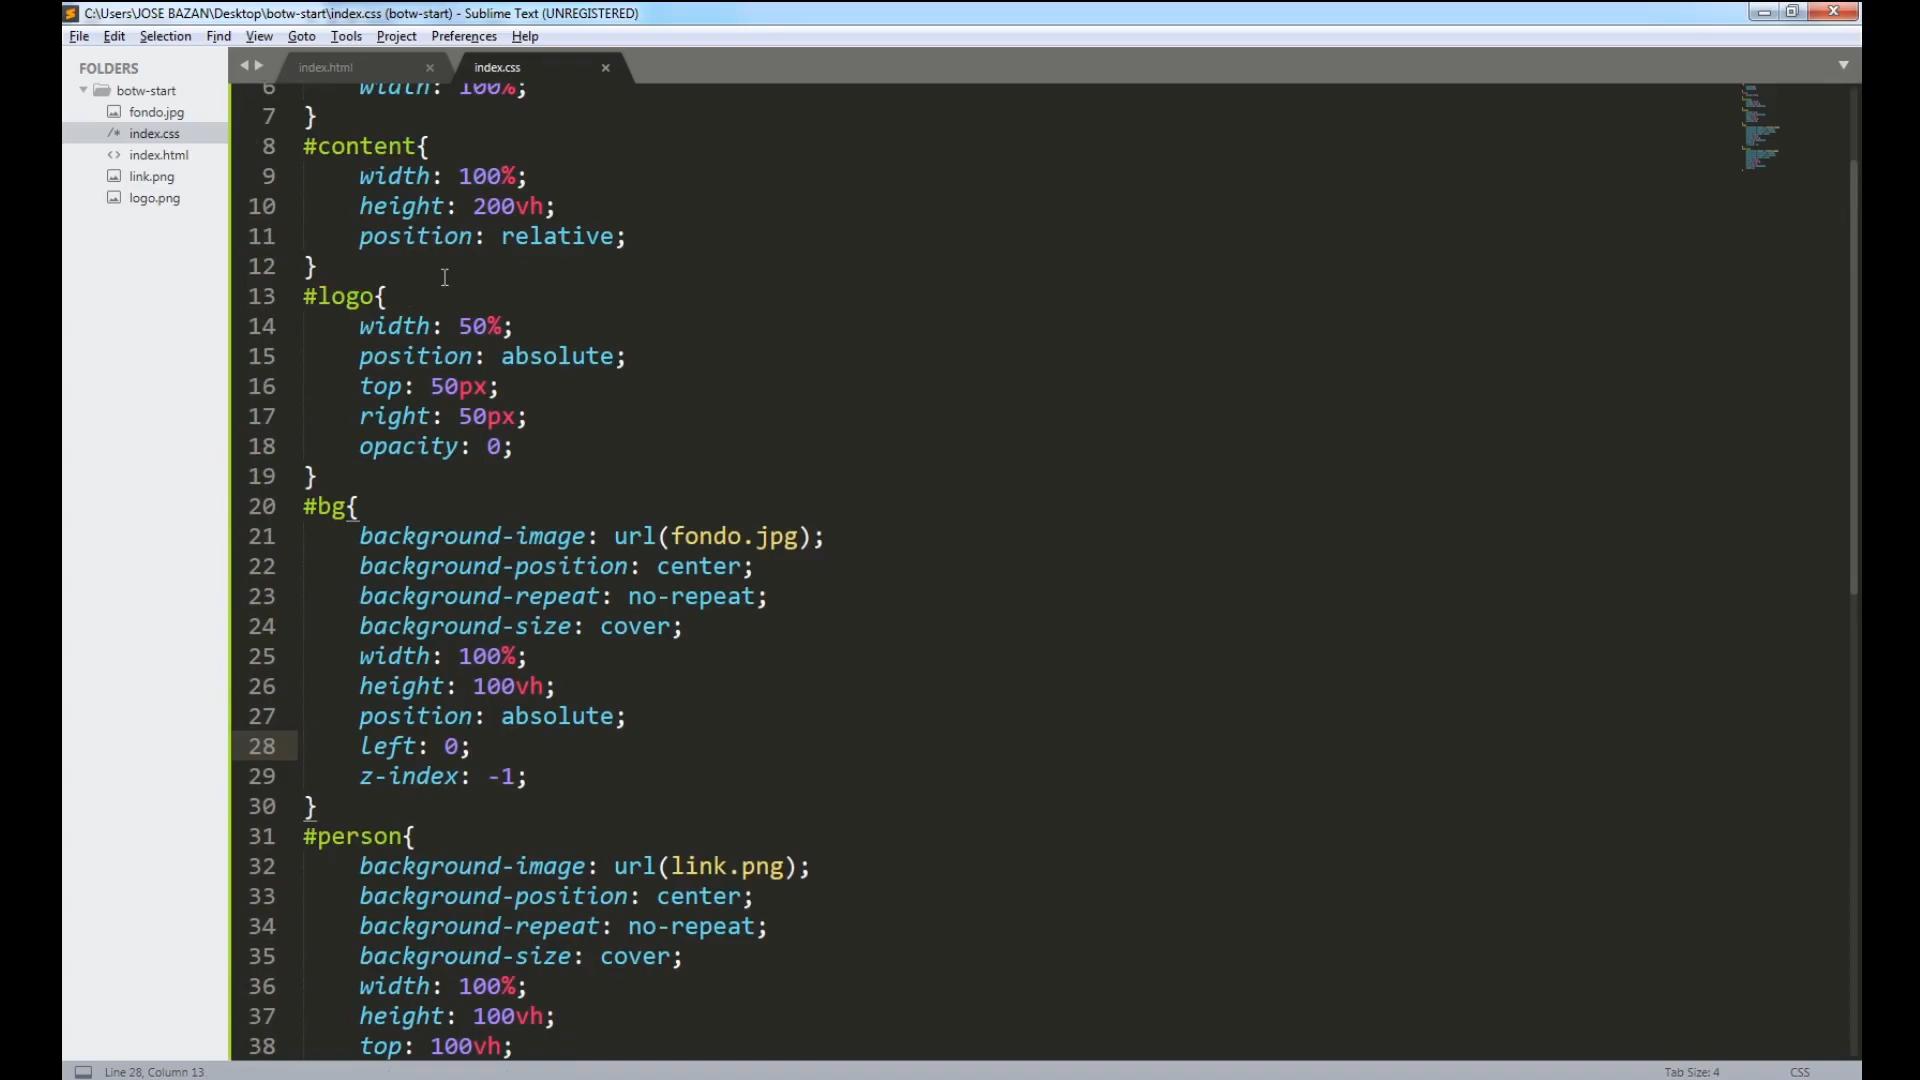 C:\Users\JOSE BAZAN\Desktop\botw-start\index.css (botw-start) - Sublime Text (UNREGISTERED)
File Edit Selection Find View Goto Tools Project Preferences Help
FOLDERS
botw-start
fondo.jpg
/* index.css
<> index.html
link.png
logo.png
index.html × index.css ×
6 width: 100%;
7 }
8 #content{
9 width: 100%;
10 height: 200vh;
11 position: relative;
12 }
13 #logo{
14 width: 50%;
15 position: absolute;
16 top: 50px;
17 right: 50px;
18 opacity: 0;
19 }
20 #bg{
21 background-image: url(fondo.jpg);
22 background-position: center;
23 background-repeat: no-repeat;
24 background-size: cover;
25 width: 100%;
26 height: 100vh;
27 position: absolute;
28 left: 0;
29 z-index: -1;
30 }
31 #person{
32 background-image: url(link.png);
33 background-position: center;
34 background-repeat: no-repeat;
35 background-size: cover;
36 width: 100%;
37 height: 100vh;
38 top: 100vh;
Line 28, Column 13
Tab Size: 4 CSS